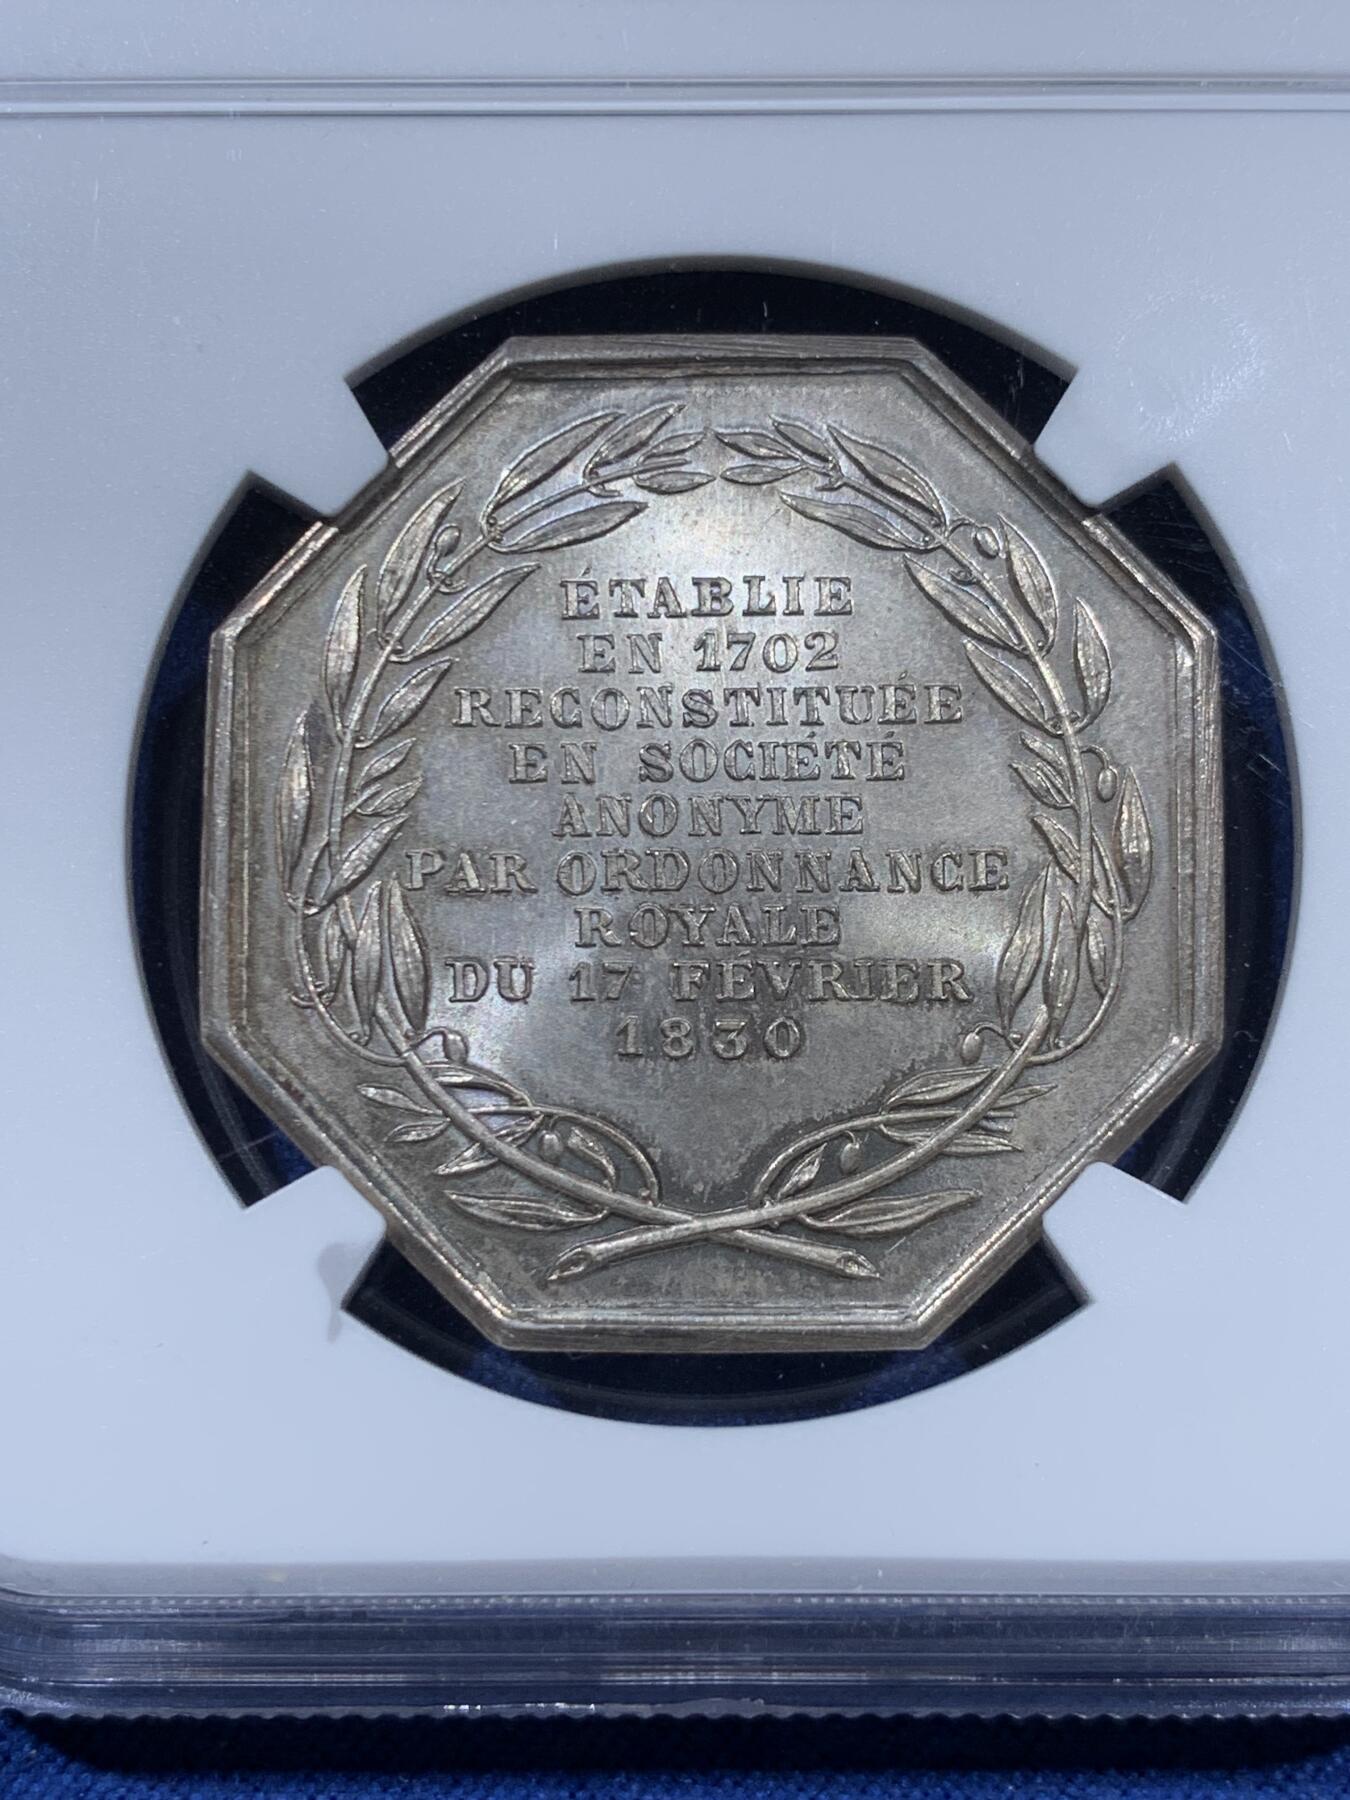 ÉTABLIE
EN 1702
RECONSTITUÉE
EN SOCIÉTÉ
ANONYME
PAR ORDONNANCE
ROYALE
DU 17 FÉVRIER
1830